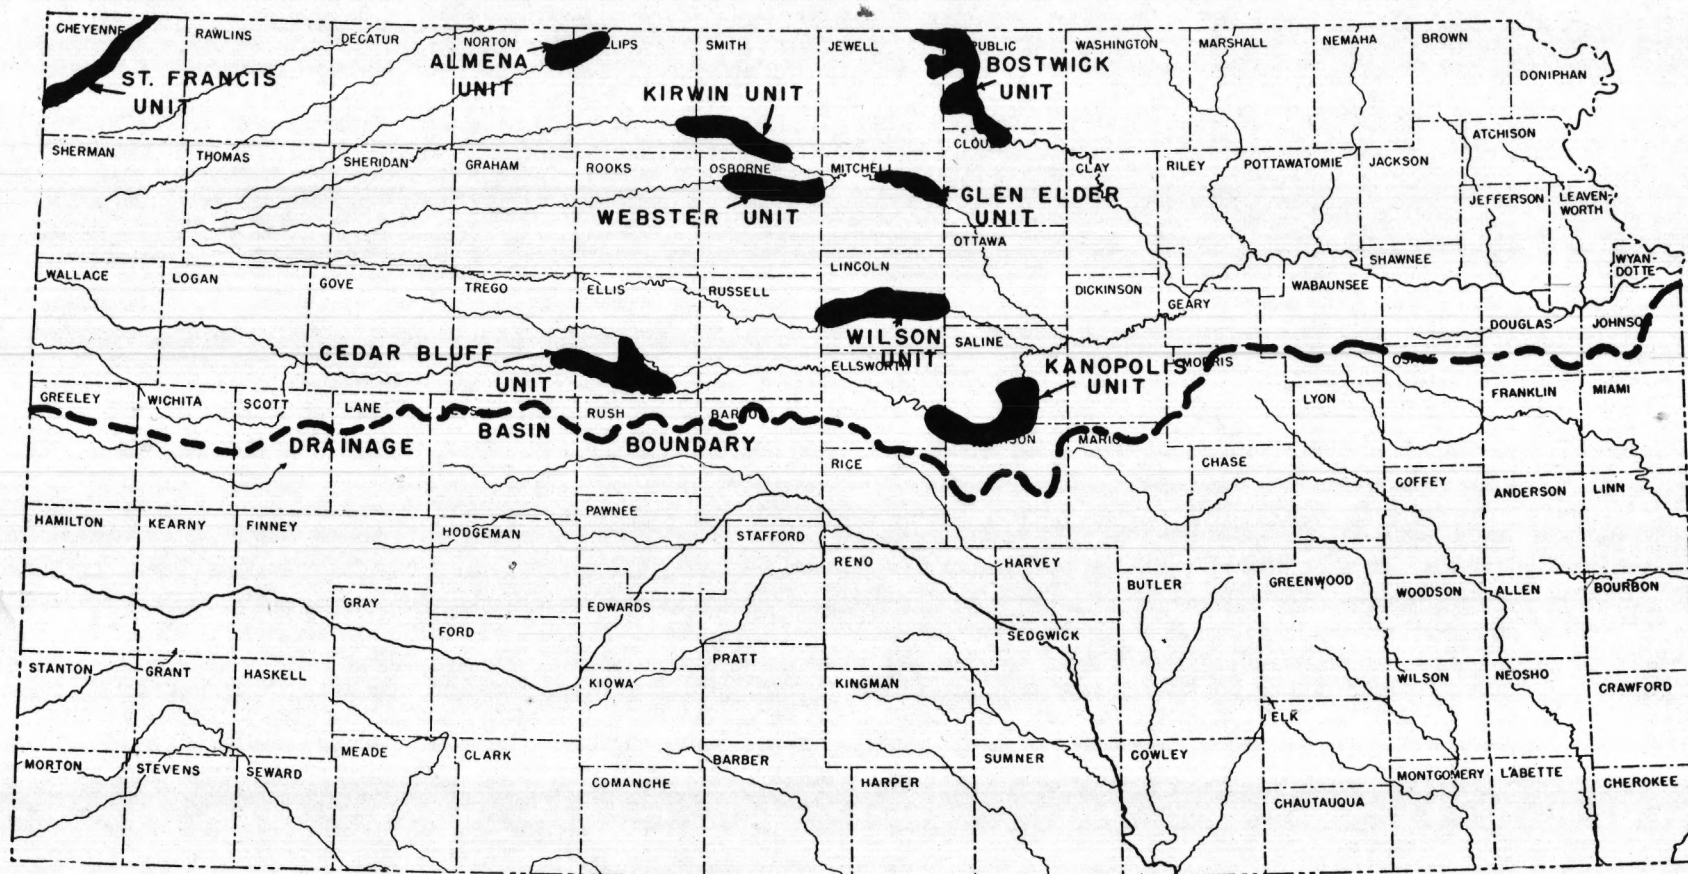 CHEYENNE
RAWLINS
DECATUR
NORTON
SMITH
JEWELL
WASHINGTON
MARSHALL
NEMAHA
BROWN
DONIPHAN
ST. FRANCIS
UNIT
ALMENA
UNIT
KIRWIN UNIT
BOSTWICK
UNIT
SHERMAN
THOMAS
SHERIDAN
GRAHAM
ROOKS
OSBORNE
MITCHELL
CLOUD
CLAY
RILEY
POTTAWATOMIE
JACKSON
ATCHISON
JEFFERSON
LEAVEN-
WORTH
WEBSTER UNIT
GLEN ELDER
UNIT
OTTAWA
WALLACE
LOGAN
GOVE
TREGO
ELLIS
RUSSELL
LINCOLN
DICKINSON
GEARY
WABAUNSEE
SHAWNEE
WYAN-
DOTTE
DOUGLAS
JOHNSON
CEDAR BLUFF
UNIT
WILSON
UNIT
SALINE
ELLSWORTH
KANOPOLIS
UNIT
MORRIS
OSAGE
GREELEY
WICHITA
SCOTT
LANE
RUSH
BARTON
MARION
LYON
FRANKLIN
MIAMI
DRAINAGE
BASIN
BOUNDARY
RICE
CHASE
COFFEY
ANDERSON
LINN
HAMILTON
KEARNY
FINNEY
HODGEMAN
PAWNEE
STAFFORD
RENO
HARVEY
BUTLER
GREENWOOD
WOODSON
ALLEN
BOURBON
GRAY
FORD
EDWARDS
SEDGWICK
STANTON
GRANT
HASKELL
KIOWA
PRATT
KINGMAN
ELK
WILSON
NEOSHO
CRAWFORD
MORTON
STEVENS
SEWARD
MEADE
CLARK
COMANCHE
BARBER
HARPER
SUMNER
COWLEY
CHAUTAUQUA
MONTGOMERY
LABETTE
CHEROKEE